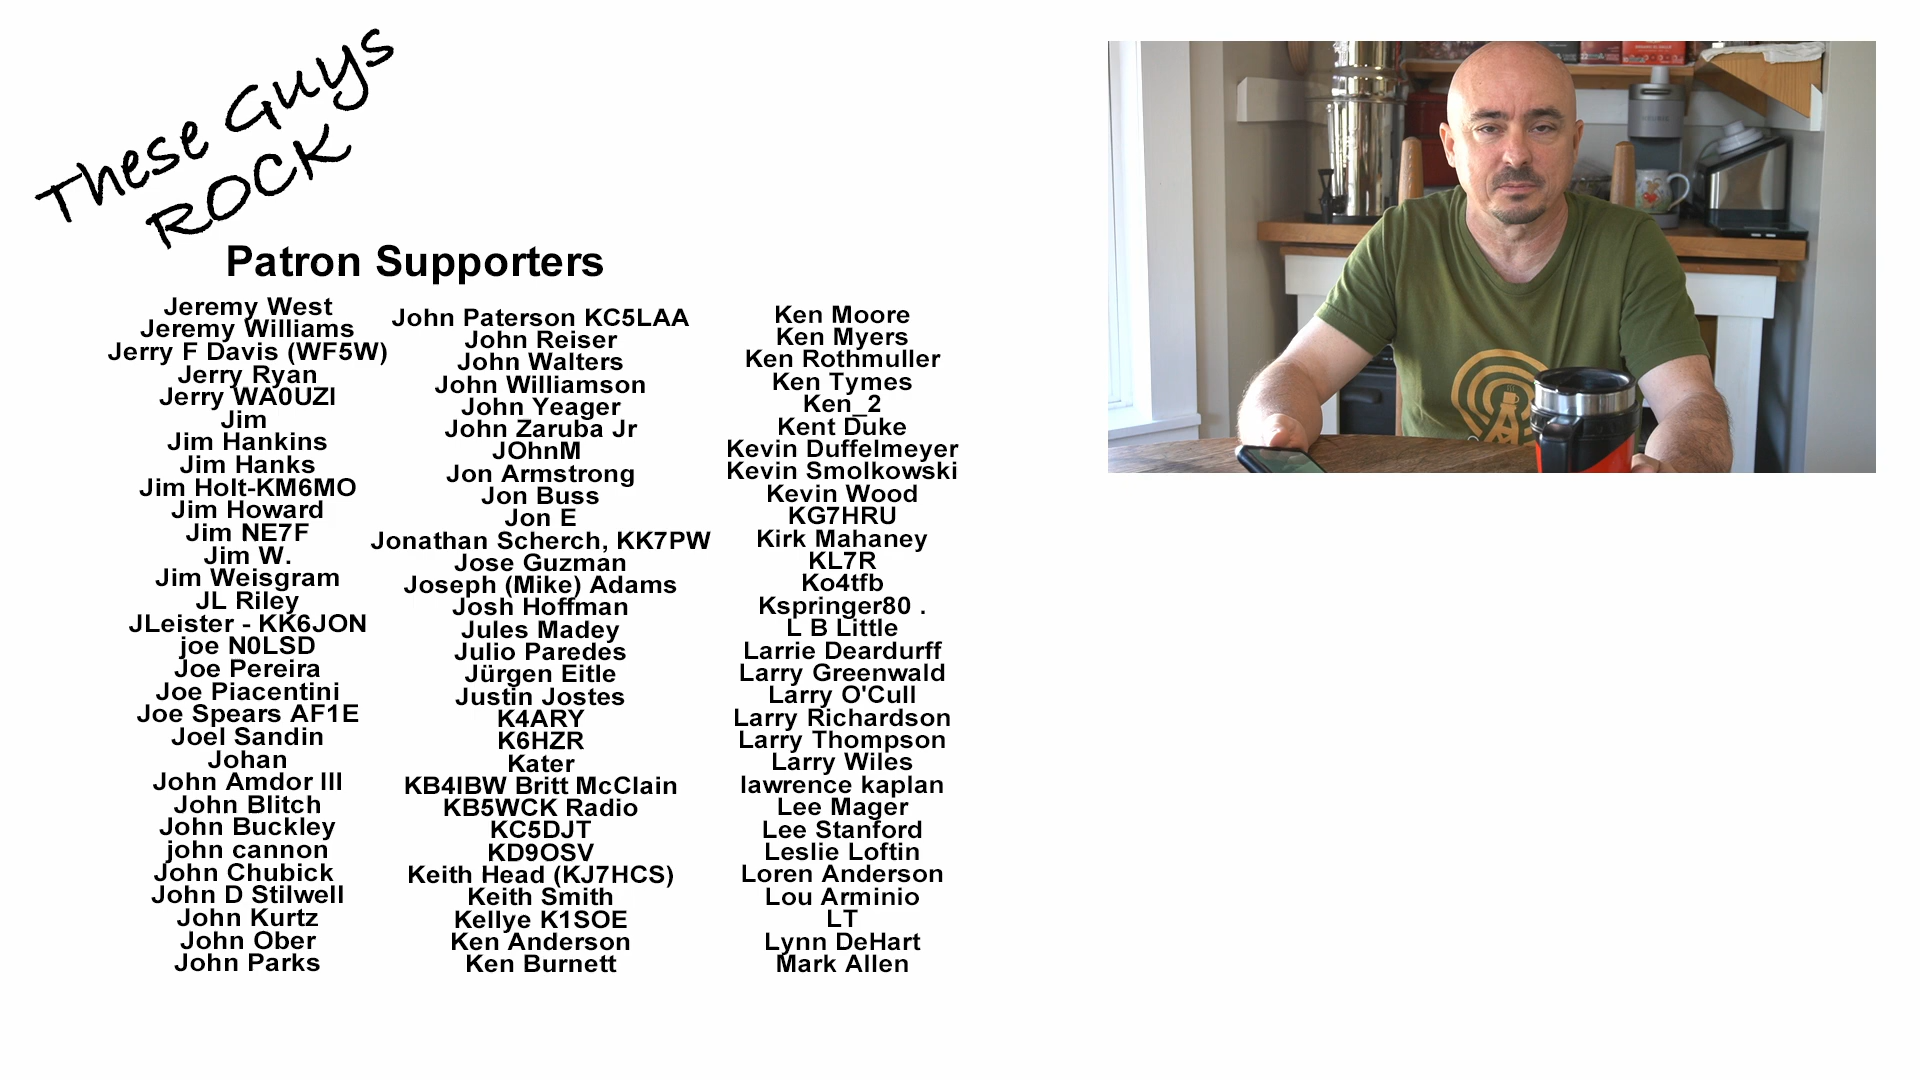 These Guys
ROCK
Patron Supporters
Jeremy West
Jeremy Williams
Jerry F Davis (WF5W)
Jerry Ryan
Jerry WA0UZI
Jim
Jim Hankins
Jim Hanks
Jim Holt-KM6MO
Jim Howard
Jim NE7F
Jim W.
Jim Weisgram
JL Riley
JLeister - KK6JON
joe N0LSD
Joe Pereira
Joe Piacentini
Joe Spears AF1E
Joel Sandin
Johan
John Amdor III
John Blitch
John Buckley
john cannon
John Chubick
John D Stilwell
John Kurtz
John Ober
John Parks
John Paterson KC5LAA
John Reiser
John Walters
John Williamson
John Yeager
John Zaruba Jr
JOhnM
Jon Armstrong
Jon Buss
Jon E
Jonathan Scherch, KK7PW
Jose Guzman
Joseph (Mike) Adams
Josh Hoffman
Jules Madey
Julio Paredes
Jürgen Eitle
Justin Jostes
K4ARY
K6HZR
Kater
KB4IBW Britt McClain
KB5WCK Radio
KC5DJT
KD9OSV
Keith Head (KJ7HCS)
Keith Smith
Kellye K1SOE
Ken Anderson
Ken Burnett
Ken Moore
Ken Myers
Ken Rothmuller
Ken Tymes
Ken_2
Kent Duke
Kevin Duffelmeyer
Kevin Smolkowski
Kevin Wood
KG7HRU
Kirk Mahaney
KL7R
Ko4tfb
Kspringer80 .
L B Little
Larrie Deardurff
Larry Greenwald
Larry O'Cull
Larry Richardson
Larry Thompson
Larry Wiles
lawrence kaplan
Lee Mager
Lee Stanford
Leslie Loftin
Loren Anderson
Lou Arminio
LT
Lynn DeHart
Mark Allen